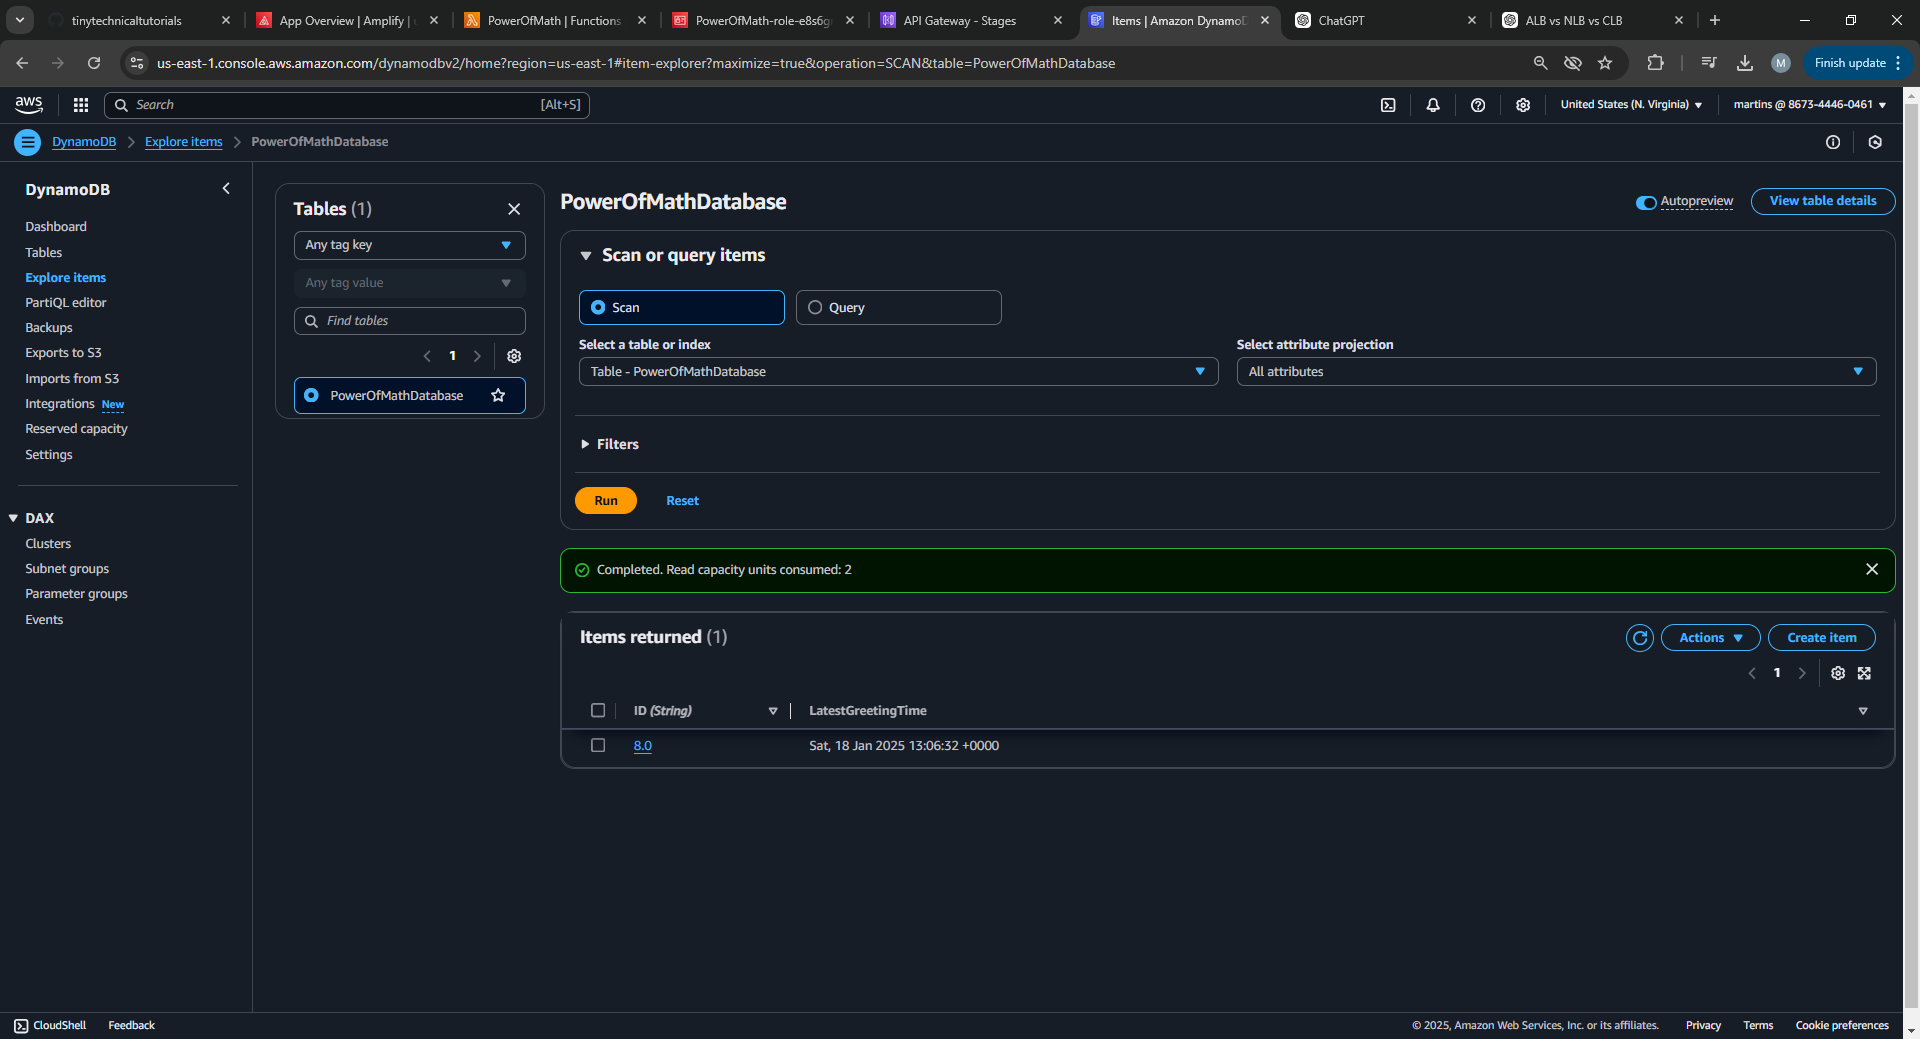 tinytechnicaltutorials
App Overview | Amplify |
PowerOfMath | Functions
PowerOfMath-role-e8s6g
API Gateway - Stages
Items | Amazon Dynamo
ChatGPT
ALB vs NLB vs CLB
us-east-1.console.aws.amazon.com/dynamodbv2/home?region=us-east-1#item-explorer?maximize=true&operation=SCAN&table=PowerOfMathDatabase
M
Finish update
aws
Search
[Alt+S]
United States (N. Virginia)
martins @ 8673-4446-0461
DynamoDB
Explore items
PowerOfMathDatabase
DynamoDB
Dashboard
Tables
Explore items
PartiQL editor
Backups
Exports to S3
Imports from S3
Integrations New
Reserved capacity
Settings
DAX
Clusters
Subnet groups
Parameter groups
Events
Tables (1)
Any tag key
Any tag value
Find tables
1
PowerOfMathDatabase
PowerOfMathDatabase
Autopreview
View table details
Scan or query items
Scan
Query
Select a table or index
Table - PowerOfMathDatabase
Select attribute projection
All attributes
Filters
Run
Reset
Completed. Read capacity units consumed: 2
Items returned (1)
Actions
Create item
1
ID (String)
LatestGreetingTime
8.0
Sat, 18 Jan 2025 13:06:32 +0000
CloudShell
Feedback
© 2025, Amazon Web Services, Inc. or its affiliates.
Privacy
Terms
Cookie preferences